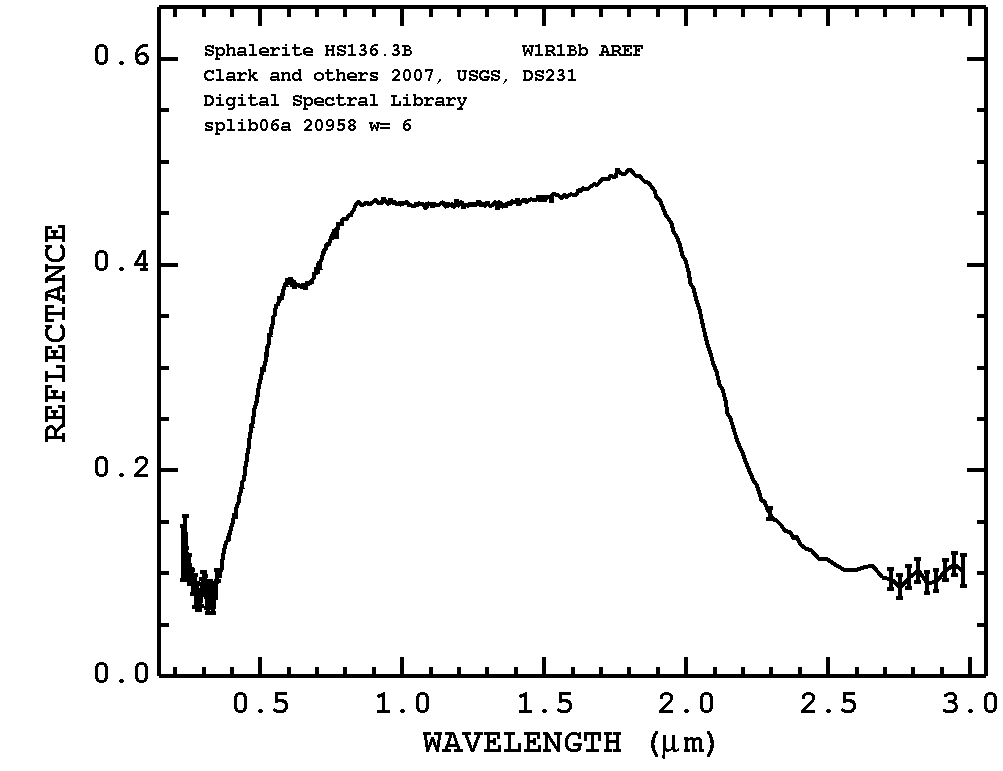 Sphalerite HS136.3B W1R1Bb AREF
Clark and others 2007, USGS, DS231
Digital Spectral Library
splib06a 20958 w= 6
0.6
0.4
0.2
0.0
REFLECTANCE
0.5 1.0 1.5 2.0 2.5 3.0
WAVELENGTH (μm)